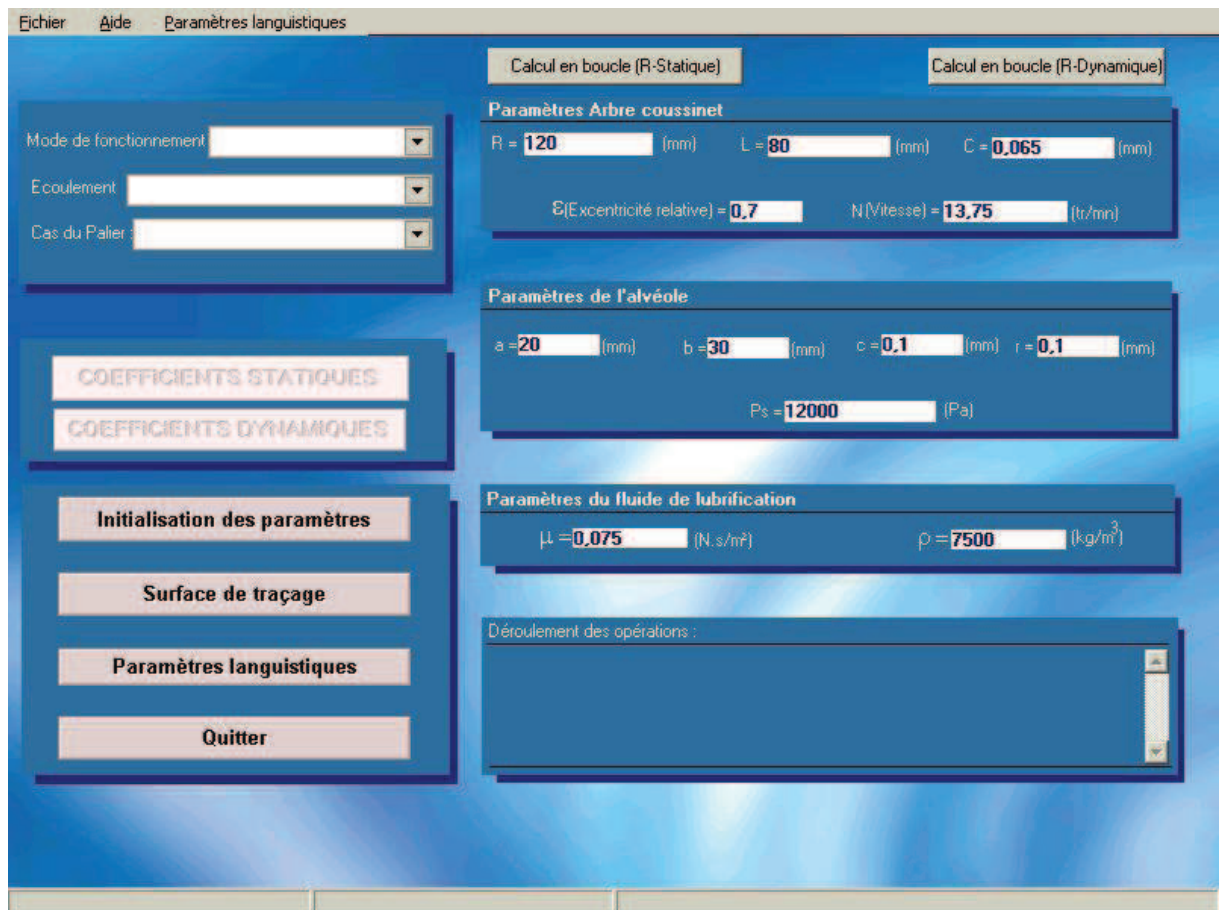 Fichier Aide Paramètres languistiques
Calcul en boucle (R-Statique) Calcul en boucle (R-Dynamique)
Mode de fonctionnement
Ecoulement
Cas du Palier :
COEFFICIENTS STATIQUES
COEFFICIENTS DYNAMIQUES
Initialisation des paramètres
Surface de traçage
Paramètres languistiques
Quitter
Paramètres Arbre coussinet
R = 120 (mm) L = 80 (mm) C = 0,065 (mm)
ε(Excentricité relative) = 0,7 N(Vitesse) = 13,75 (tr/mn)
Paramètres de l'alvéole
a = 20 (mm) b = 30 (mm) c = 0,1 (mm) r = 0,1 (mm)
Ps = 12000 (Pa)
Paramètres du fluide de lubrification
μ = 0,075 (N.s/m²) ρ = 7500 (kg/m³)
Déroulement des opérations :